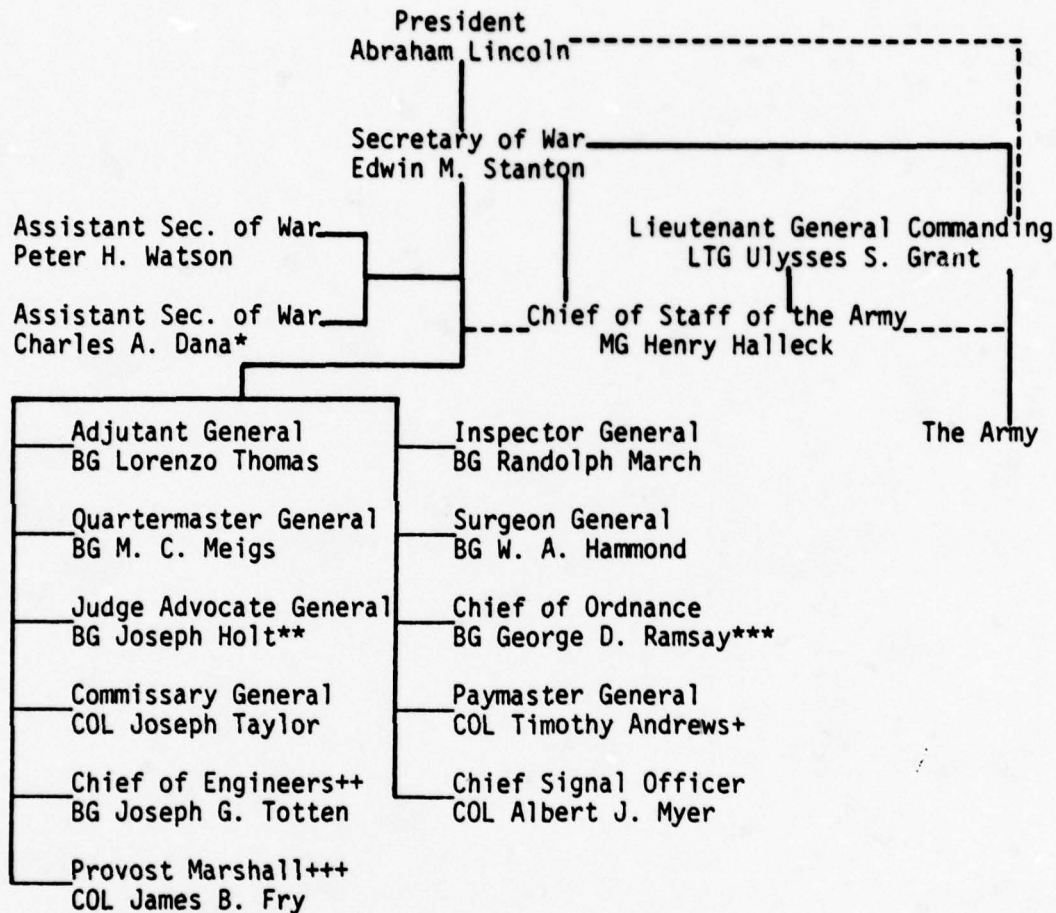 President
Abraham Lincoln
Secretary of War
Edwin M. Stanton
Assistant Sec. of War
Peter H. Watson
Lieutenant General Commanding
LTG Ulysses S. Grant
Assistant Sec. of War
Charles A. Dana*
Chief of Staff of the Army
MG Henry Halleck
Adjutant General
BG Lorenzo Thomas
Inspector General
BG Randolph March
The Army
Quartermaster General
BG M. C. Meigs
Surgeon General
BG W. A. Hammond
Judge Advocate General
BG Joseph Holt**
Chief of Ordnance
BG George D. Ramsay***
Commissary General
COL Joseph Taylor
Paymaster General
COL Timothy Andrews+
Chief of Engineers++
BG Joseph G. Totten
Chief Signal Officer
COL Albert J. Myer
Provost Marshall+++
COL James B. Fry